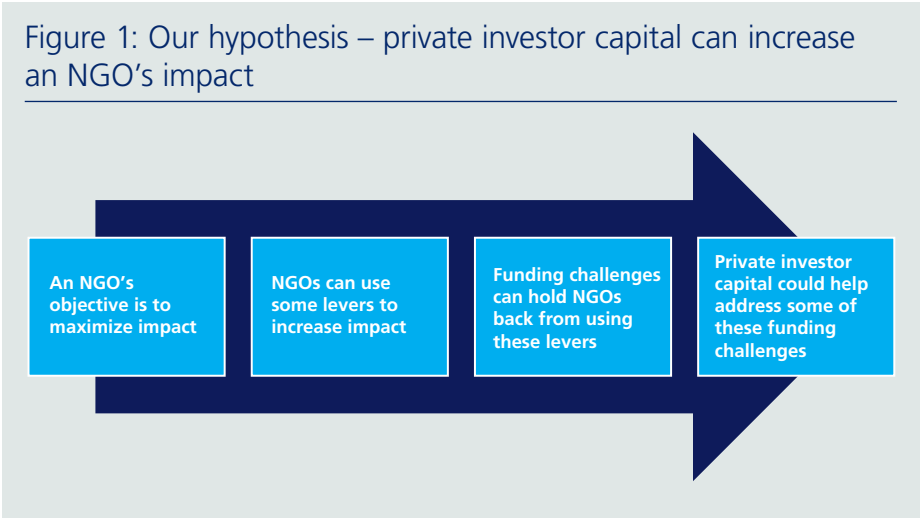 Figure 1: Our hypothesis – private investor capital can increase
an NGO’s impact
An NGO’s
objective is to
maximize impact
NGOs can use
some levers to
increase impact
Funding challenges
can hold NGOs
back from using
these levers
Private investor
capital could help
address some of
these funding
challenges